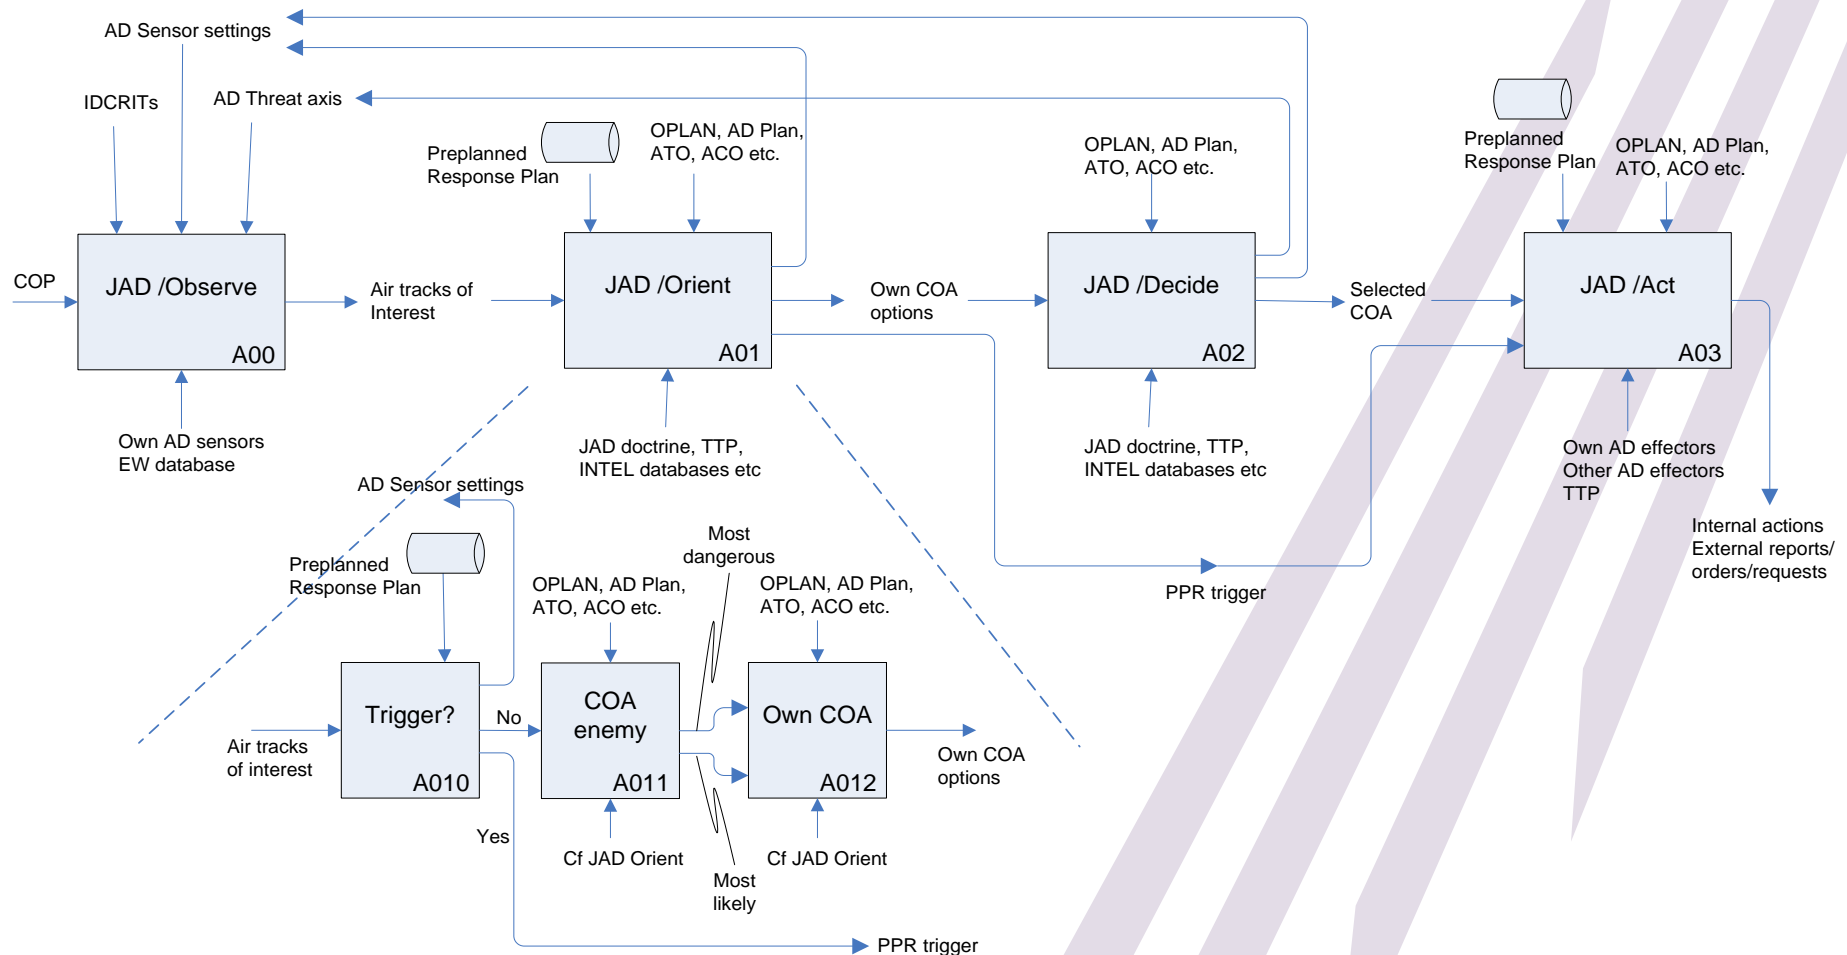 AD Sensor settings
IDCRITs
AD Threat axis
COP
JAD /Observe
A00
Own AD sensors
EW database
Air tracks of
Interest
Preplanned
Response Plan
OPLAN, AD Plan,
ATO, ACO etc.
JAD /Orient
A01
JAD doctrine, TTP,
INTEL databases etc
Own COA
options
OPLAN, AD Plan,
ATO, ACO etc.
JAD /Decide
A02
JAD doctrine, TTP,
INTEL databases etc
Selected
COA
Preplanned
Response Plan
OPLAN, AD Plan,
ATO, ACO etc.
JAD /Act
A03
Own AD effectors
Other AD effectors
TTP
Internal actions
External reports/
orders/requests
PPR trigger
AD Sensor settings
Preplanned
Response Plan
Air tracks
of interest
Trigger?
A010
No
Yes
OPLAN, AD Plan,
ATO, ACO etc.
COA
enemy
A011
Cf JAD Orient
Most
dangerous
Most
likely
OPLAN, AD Plan,
ATO, ACO etc.
Own COA
A012
Cf JAD Orient
Own COA
options
PPR trigger